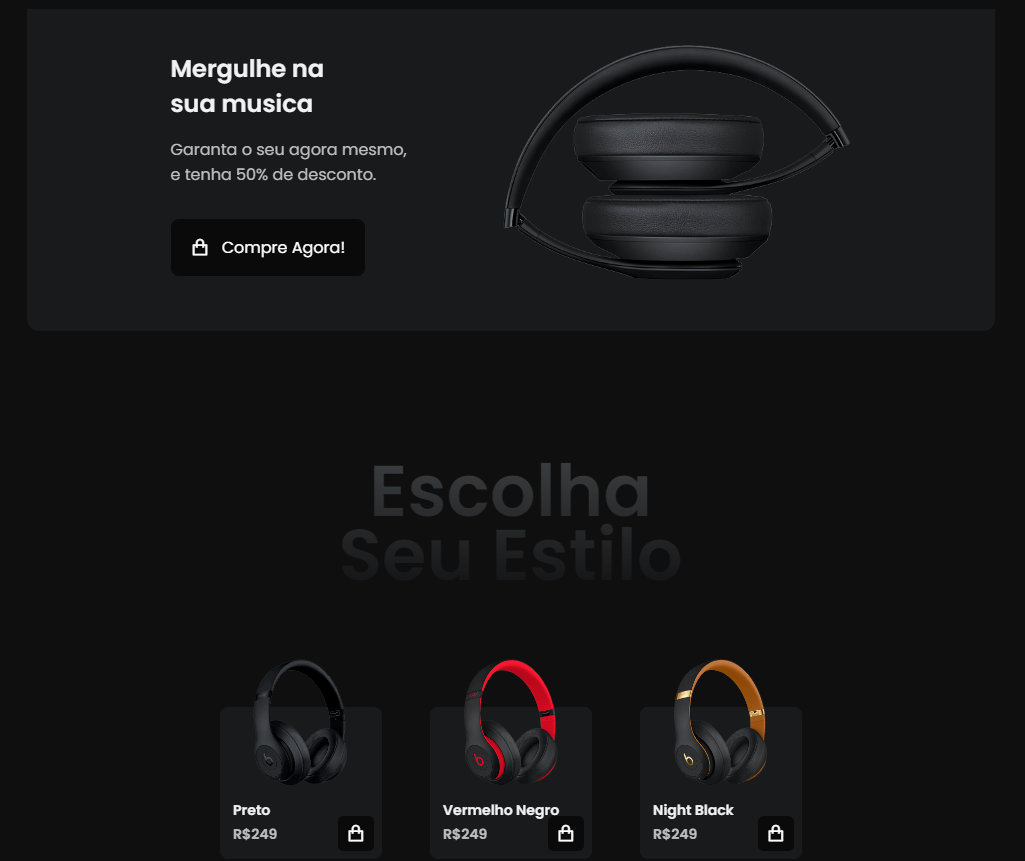 Mergulhe na
sua musica
Garanta o seu agora mesmo,
e tenha 50% de desconto.
Compre Agora!
Escolha
Seu Estilo
Preto
R$249
Vermelho Negro
R$249
Night Black
R$249